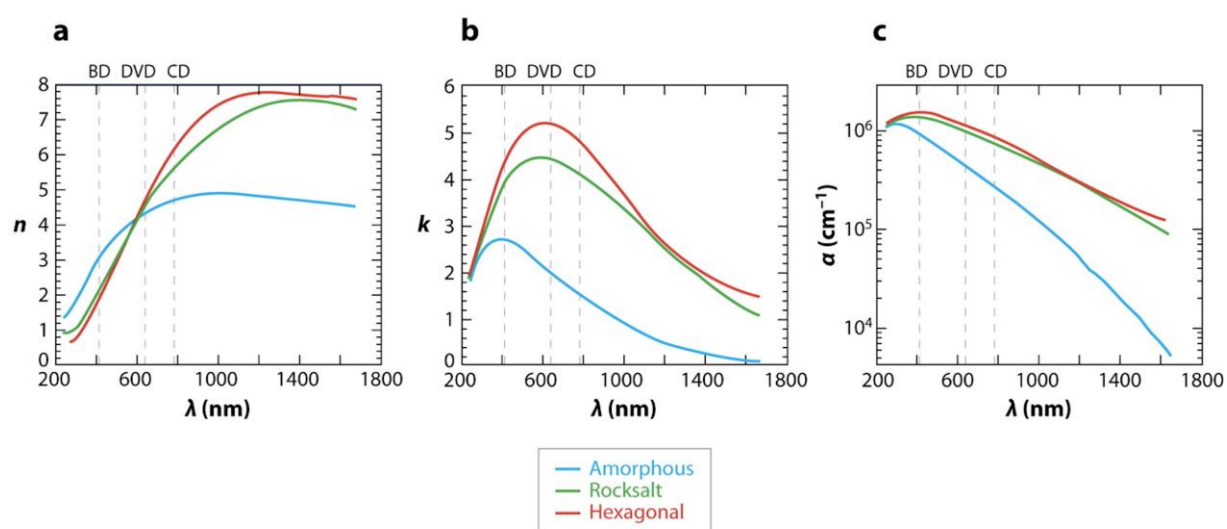 a
BD DVD CD
8
7
6
5
4
3
2
1
0
n
200 600 1000 1400 1800
λ (nm)
b
BD DVD CD
6
5
4
3
2
1
0
k
200 600 1000 1400 1800
λ (nm)
c
BD DVD CD
10⁶
10⁵
10⁴
α (cm⁻¹)
200 600 1000 1400 1800
λ (nm)
Amorphous
Rocksalt
Hexagonal